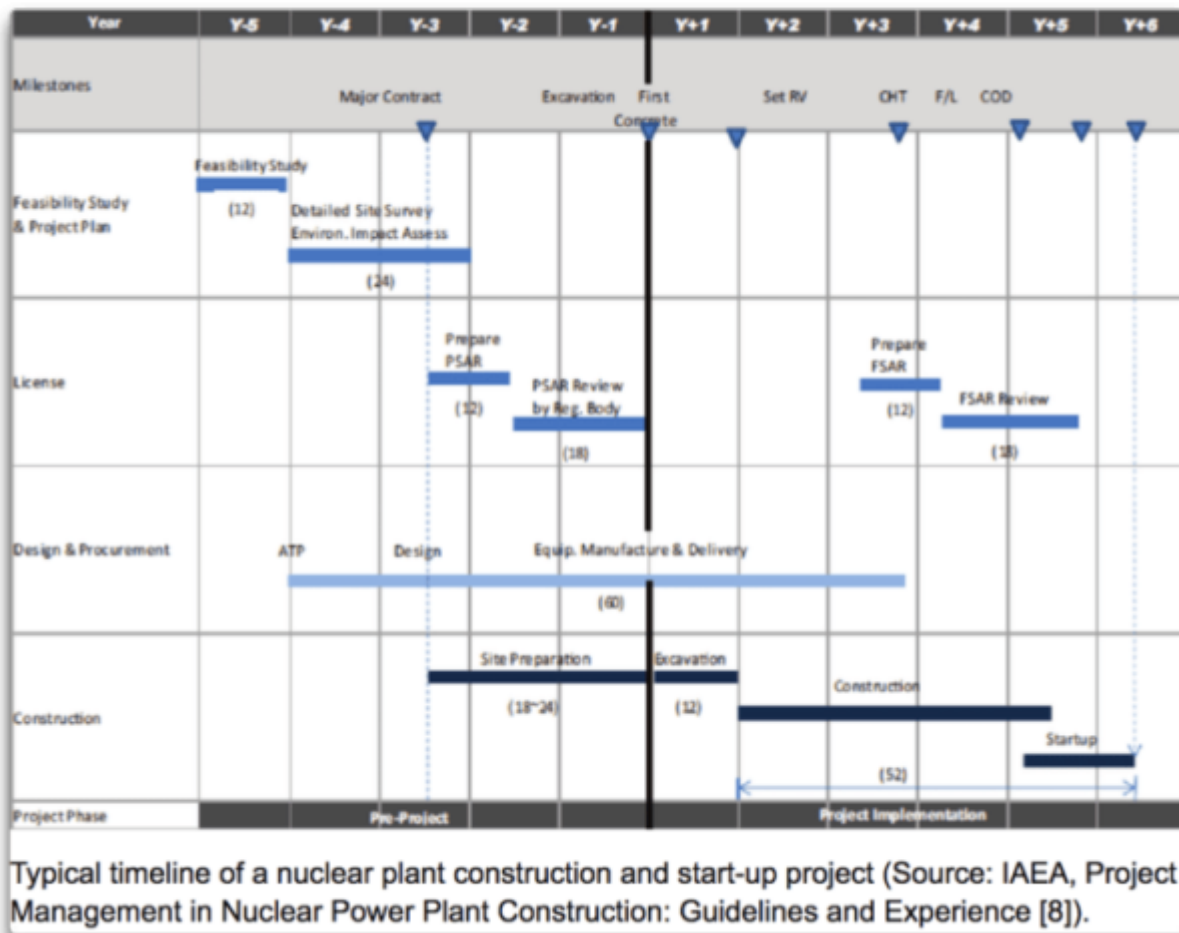 Year Y-5 Y-4 Y-3 Y-2 Y-1 Y+1 Y+2 Y+3 Y+4 Y+5 Y+6
Milestones
Major Contract Excavation First Set RV CHT F/L COD
Concrete
Feasibility Study
Feasibility Study
& Project Plan
(12)
Detailed Site Survey
Environ. Impact Assess
(24)
License
Prepare
PSAR
(12)
PSAR Review
by Reg. Body
(18)
Prepare
FSAR
(12)
FSAR Review
(18)
Design & Procurement
ATP Design Equip. Manufacture & Delivery
(60)
Construction
Site Preparation Excavation
(18~24) (12)
Construction
Startup
(52)
Project Phase Pre-Project Project Implementation
Typical timeline of a nuclear plant construction and start-up project (Source: IAEA, Project
Management in Nuclear Power Plant Construction: Guidelines and Experience [8]).